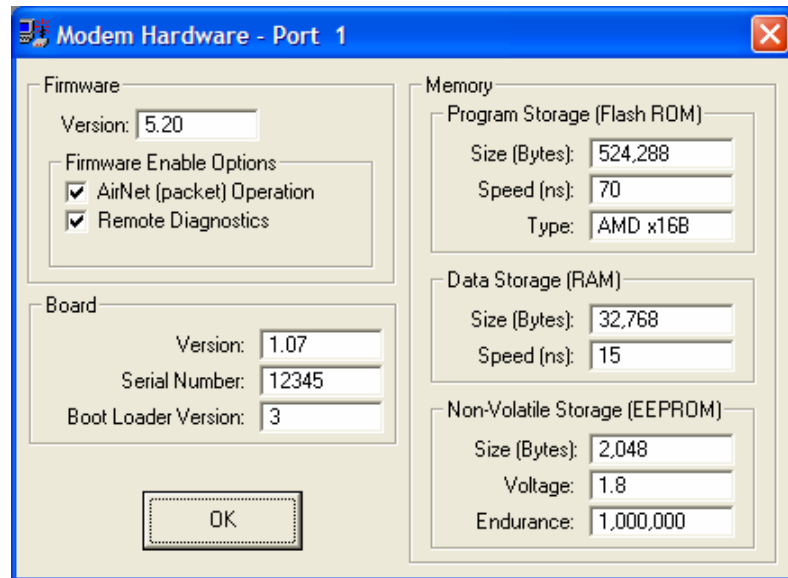 Modem Hardware - Port 1
Firmware
Version: 5.20
Firmware Enable Options
AirNet (packet) Operation
Remote Diagnostics
Board
Version: 1.07
Serial Number: 12345
Boot Loader Version: 3
OK
Memory
Program Storage (Flash ROM)
Size (Bytes): 524,288
Speed (ns): 70
Type: AMD x16B
Data Storage (RAM)
Size (Bytes): 32,768
Speed (ns): 15
Non-Volatile Storage (EEPROM)
Size (Bytes): 2,048
Voltage: 1.8
Endurance: 1,000,000